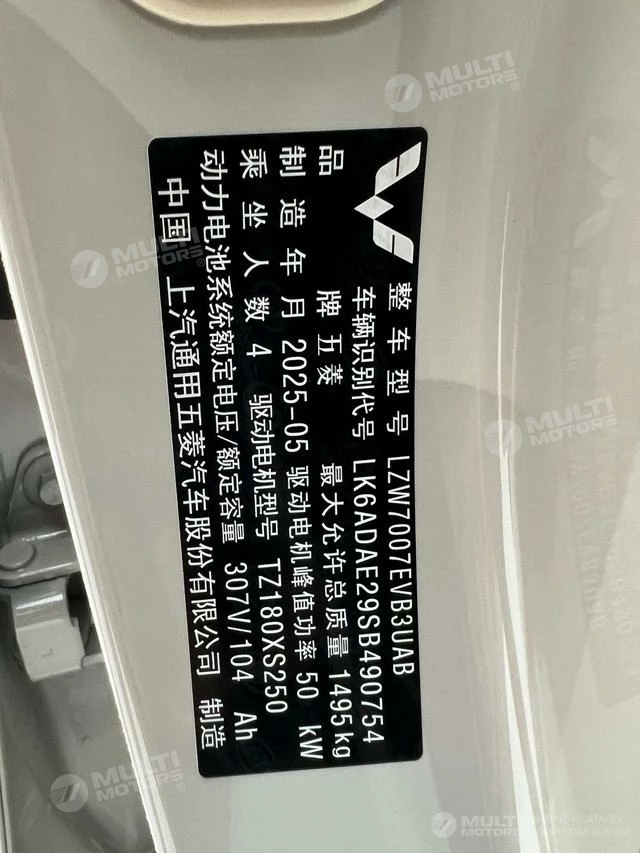 整车型号 LZW7007EVB3UAB
车辆识别代号 LK6ADAE29SB490754
品 牌 五菱 最大允许总质量 1495kg
制造年月 2025-05 驱动电机峰值功率 50 kW
乘坐人数 4 驱动电机型号 TZ180XS250
动力电池系统额定电压/额定容量 307V/104 Ah
中国 上汽通用五菱汽车股份有限公司 制造
MULTI MOTORS
MULTI MOTORS
MULTI MOTORS
MULTI MOTORS
MULTI MOTORS